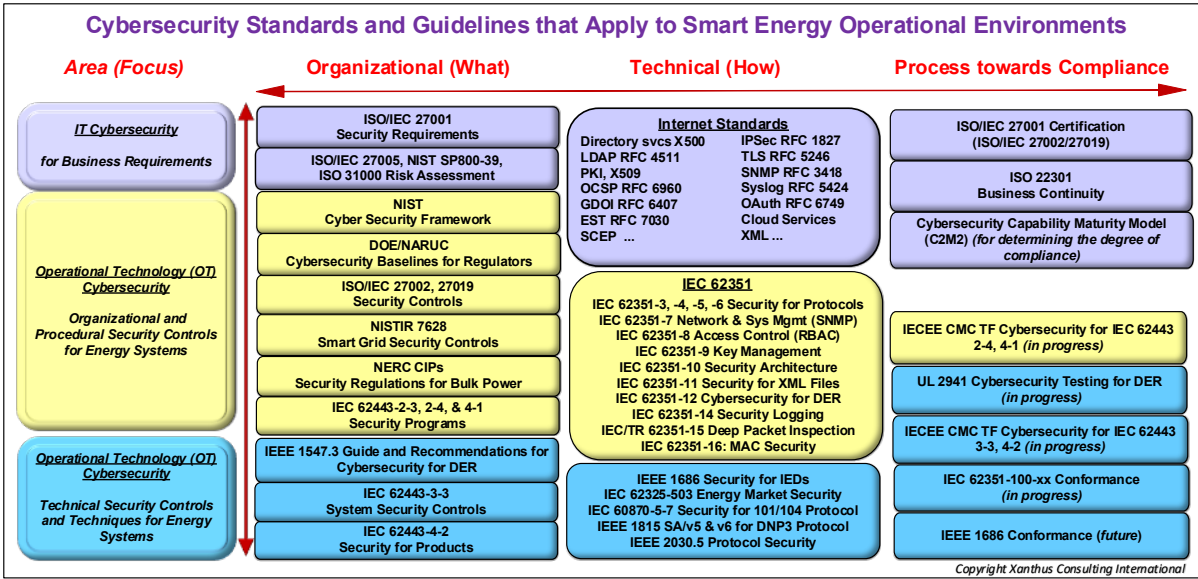 Cybersecurity Standards and Guidelines that Apply to Smart Energy Operational Environments
Area (Focus)
Organizational (What)
Technical (How)
Process towards Compliance
IT Cybersecurity
for Business Requirements
Operational Technology (OT)
Cybersecurity
Organizational and
Procedural Security Controls
for Energy Systems
Operational Technology (OT)
Cybersecurity
Technical Security Controls
and Techniques for Energy
Systems
ISO/IEC 27001
Security Requirements
ISO/IEC 27005, NIST SP800-39,
ISO 31000 Risk Assessment
NIST
Cyber Security Framework
DOE/NARUC
Cybersecurity Baselines for Regulators
ISO/IEC 27002, 27019
Security Controls
NISTIR 7628
Smart Grid Security Controls
NERC CIPs
Security Regulations for Bulk Power
IEC 62443-2-3, 2-4, & 4-1
Security Programs
IEEE 1547.3 Guide and Recommendations for
Cybersecurity for DER
IEC 62443-3-3
System Security Controls
IEC 62443-4-2
Security for Products
Internet Standards
Directory svcs X500
LDAP RFC 4511
PKI, X509
OCSP RFC 6960
GDOI RFC 6407
EST RFC 7030
SCEP ...
IPSec RFC 1827
TLS RFC 5246
SNMP RFC 3418
Syslog RFC 5424
OAuth RFC 6749
Cloud Services
XML ...
IEC 62351
IEC 62351-3, -4, -5, -6 Security for Protocols
IEC 62351-7 Network & Sys Mgmt (SNMP)
IEC 62351-8 Access Control (RBAC)
IEC 62351-9 Key Management
IEC 62351-10 Security Architecture
IEC 62351-11 Security for XML Files
IEC 62351-12 Cybersecurity for DER
IEC 62351-14 Security Logging
IEC/TR 62351-15 Deep Packet Inspection
IEC 62351-16: MAC Security
IEEE 1686 Security for IEDs
IEC 62325-503 Energy Market Security
IEC 60870-5-7 Security for 101/104 Protocol
IEEE 1815 SA/v5 & v6 for DNP3 Protocol
IEEE 2030.5 Protocol Security
ISO/IEC 27001 Certification
(ISO/IEC 27002/27019)
ISO 22301
Business Continuity
Cybersecurity Capability Maturity Model
(C2M2) (for determining the degree of
compliance)
IECEE CMC TF Cybersecurity for IEC 62443
2-4, 4-1 (in progress)
UL 2941 Cybersecurity Testing for DER
(in progress)
IECEE CMC TF Cybersecurity for IEC 62443
3-3, 4-2 (in progress)
IEC 62351-100-xx Conformance
(in progress)
IEEE 1686 Conformance (future)
Copyright Xanthus Consulting International